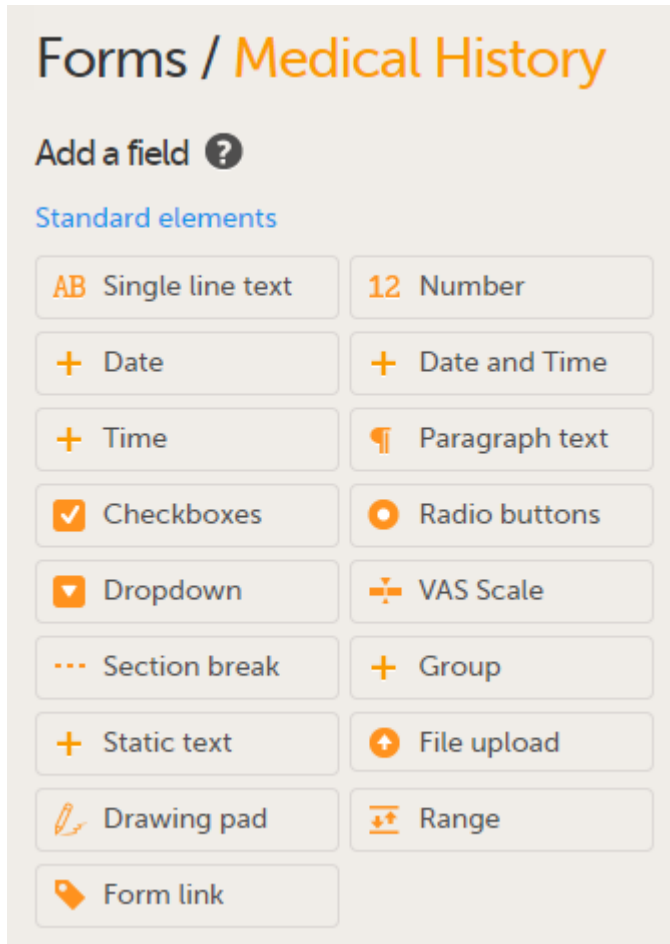 Forms / Medical History
Add a field ?
Standard elements
AB Single line text
12 Number
Date
Date and Time
Time
¶ Paragraph text
Checkboxes
Radio buttons
Dropdown
VAS Scale
Section break
Group
Static text
File upload
Drawing pad
Range
Form link